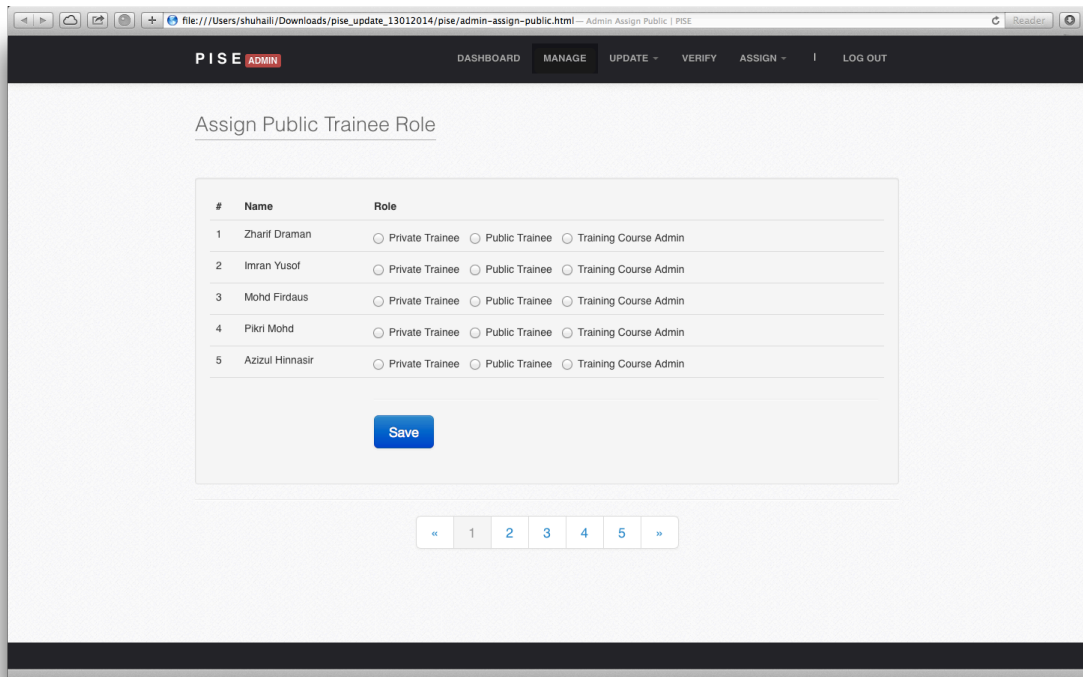 file:///Users/shuhaili/Downloads/pise_update_13012014/pise/admin-assign-public.html — Admin Assign Public | PISE Reader
PISE ADMIN DASHBOARD MANAGE UPDATE VERIFY ASSIGN | LOG OUT
Assign Public Trainee Role
# Name Role
1 Zharif Draman Private Trainee Public Trainee Training Course Admin
2 Imran Yusof Private Trainee Public Trainee Training Course Admin
3 Mohd Firdaus Private Trainee Public Trainee Training Course Admin
4 Pikri Mohd Private Trainee Public Trainee Training Course Admin
5 Azizul Hinnasir Private Trainee Public Trainee Training Course Admin
Save
« 1 2 3 4 5 »